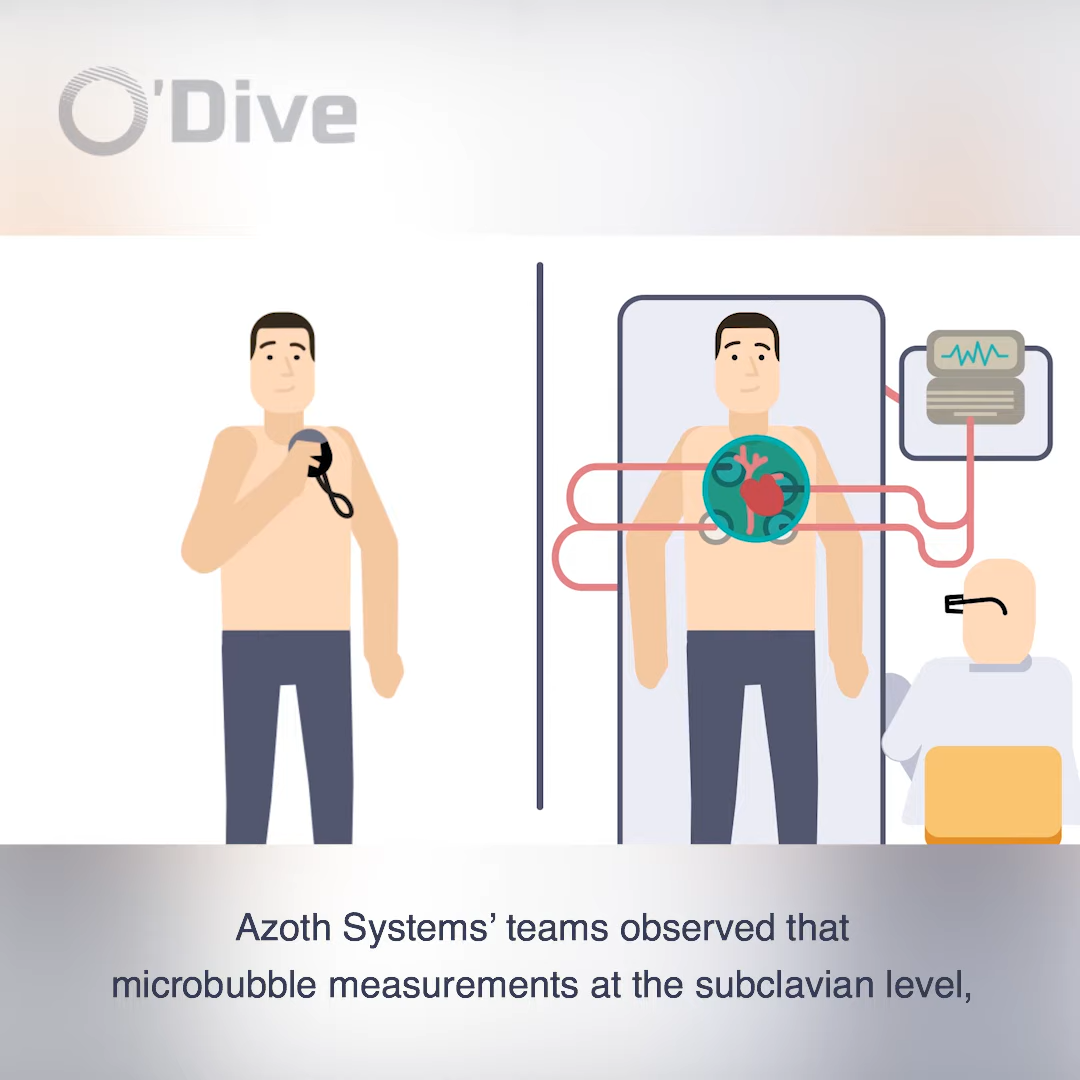 O'Dive
Azoth Systems’ teams observed that
microbubble measurements at the subclavian level,